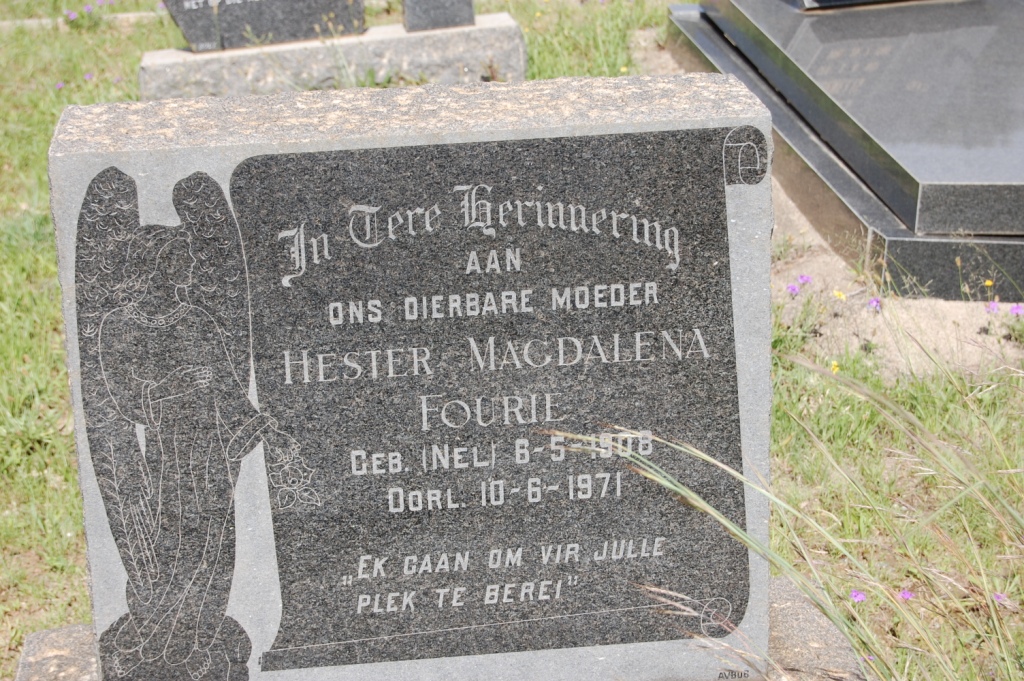 In Tere Herinnering
AAN
ONS DIERBARE MOEDER
HESTER MAGDALENA
FOURIE
GEB. (NEL) 6-5-1908
OORL. 10-6-1971
„EK GAAN OM VIR JULLE
PLEK TE BEREI"